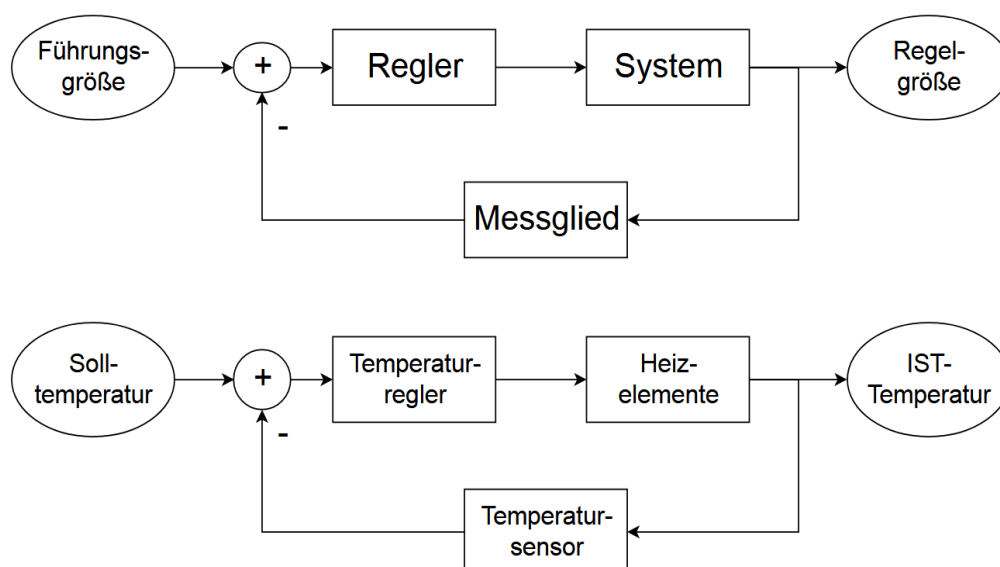 Führungs-
größe
+
Regler
System
Regel-
größe
-
Messglied
Soll-
temperatur
+
Temperatur-
regler
Heiz-
elemente
IST-
Temperatur
-
Temperatur-
sensor